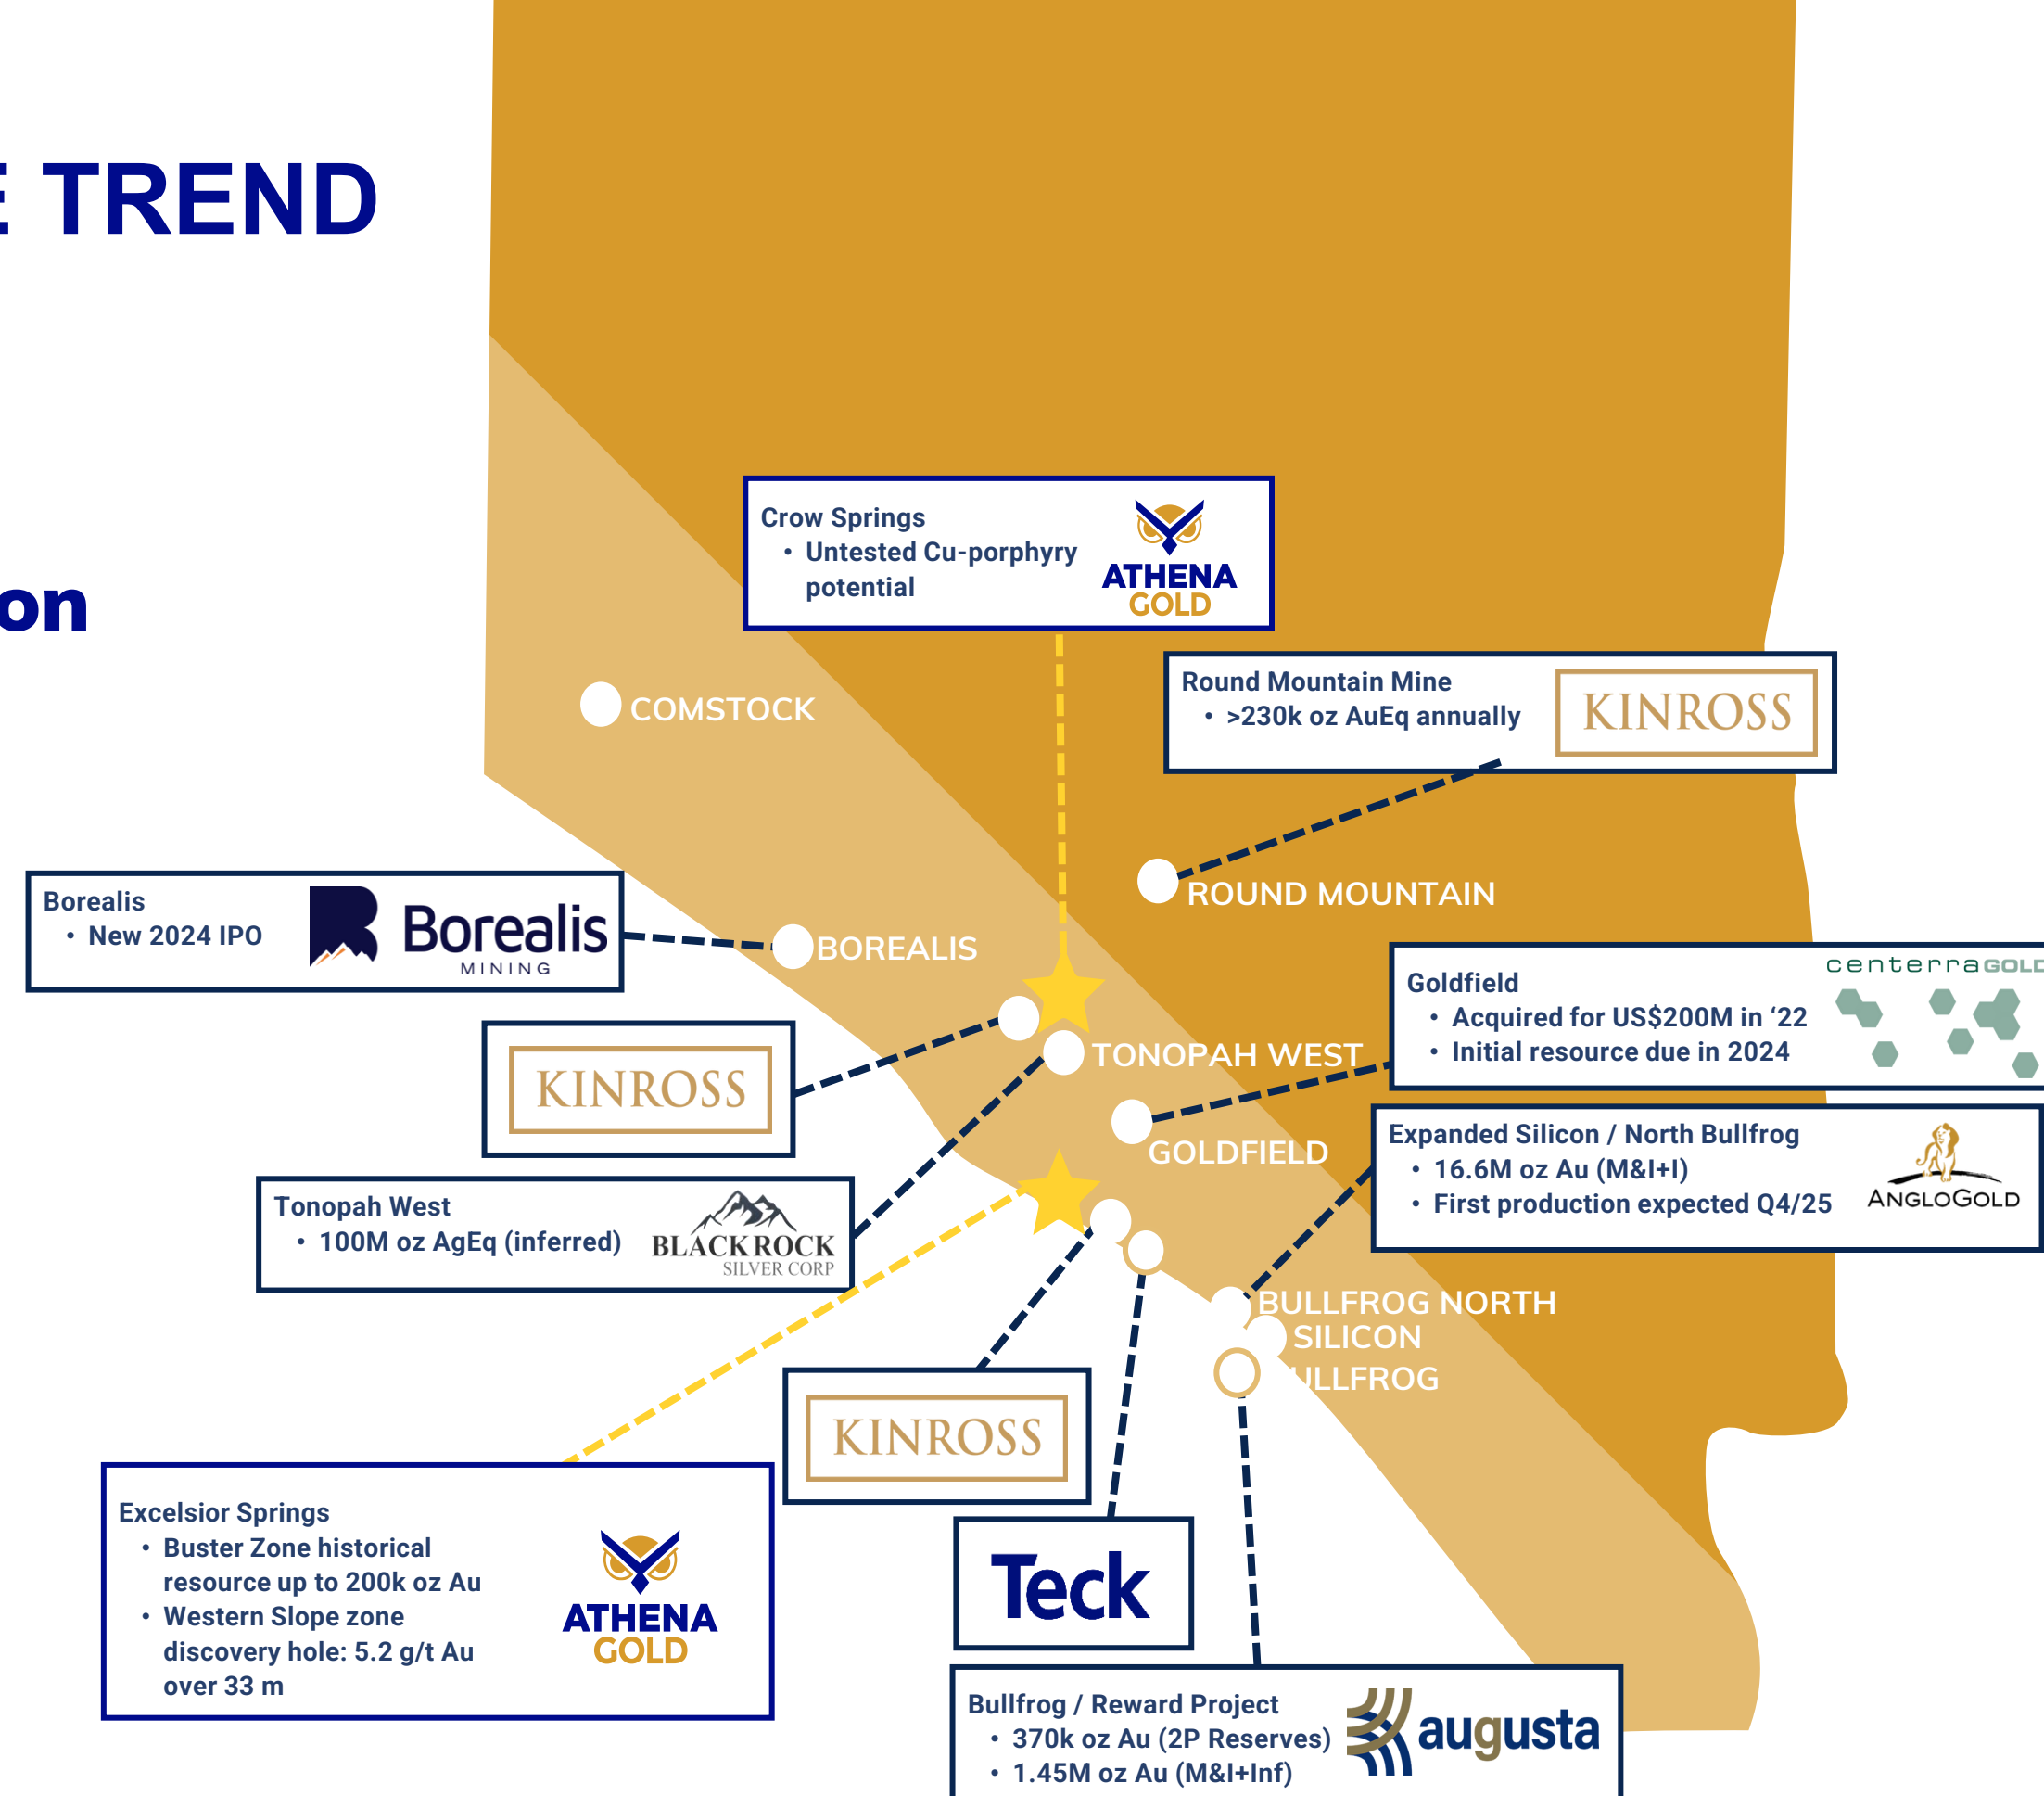 E TREND
on
Crow Springs
• Untested Cu-porphyry
potential
ATHENA
GOLD
Round Mountain Mine
• >230k oz AuEq annually
KINROSS
COMSTOCK
ROUND MOUNTAIN
Borealis
• New 2024 IPO
Borealis
MINING
BOREALIS
Goldfield
• Acquired for US$200M in ‘22
• Initial resource due in 2024
centerraGOLD
KINROSS
TONOPAH WEST
GOLDFIELD
Expanded Silicon / North Bullfrog
• 16.6M oz Au (M&I+I)
• First production expected Q4/25
ANGLOGOLD
Tonopah West
• 100M oz AgEq (inferred)
BLACKROCK
SILVER CORP
BULLFROG NORTH
SILICON
ULLFROG
KINROSS
Excelsior Springs
• Buster Zone historical
resource up to 200k oz Au
• Western Slope zone
discovery hole: 5.2 g/t Au
over 33 m
ATHENA
GOLD
Teck
Bullfrog / Reward Project
• 370k oz Au (2P Reserves)
• 1.45M oz Au (M&I+Inf)
augusta